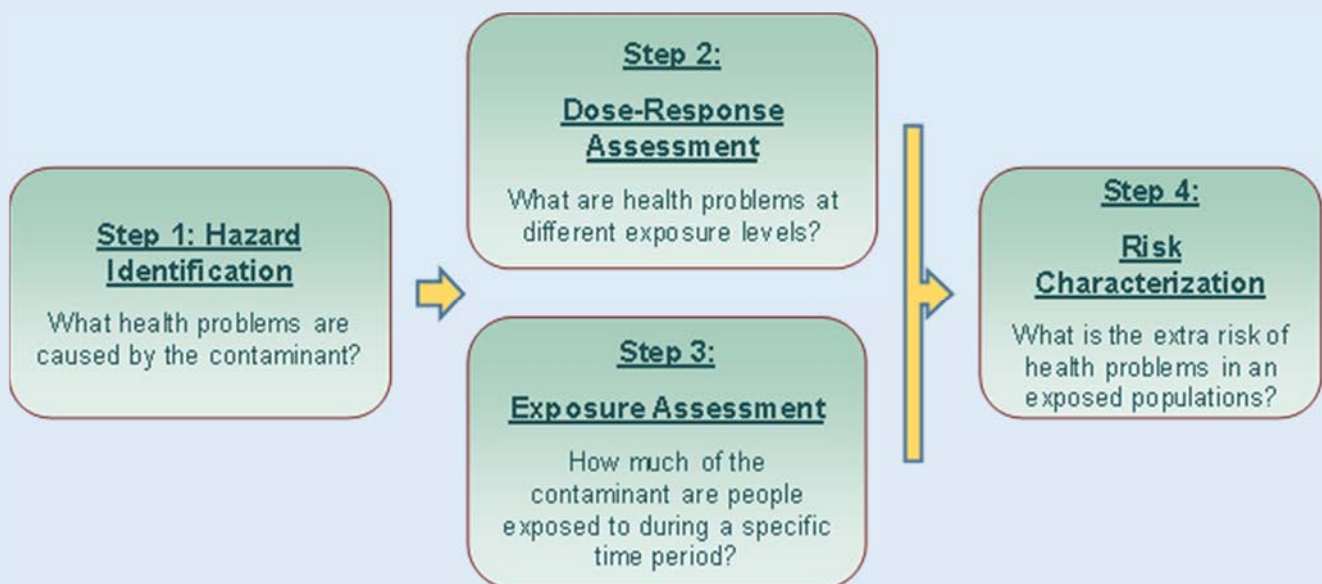 Step 1: Hazard
Identification
What health problems are
caused by the contaminant?
Step 2:
Dose-Response
Assessment
What are health problems at
different exposure levels?
Step 3:
Exposure Assessment
How much of the
contaminant are people
exposed to during a specific
time period?
Step 4:
Risk
Characterization
What is the extra risk of
health problems in an
exposed populations?